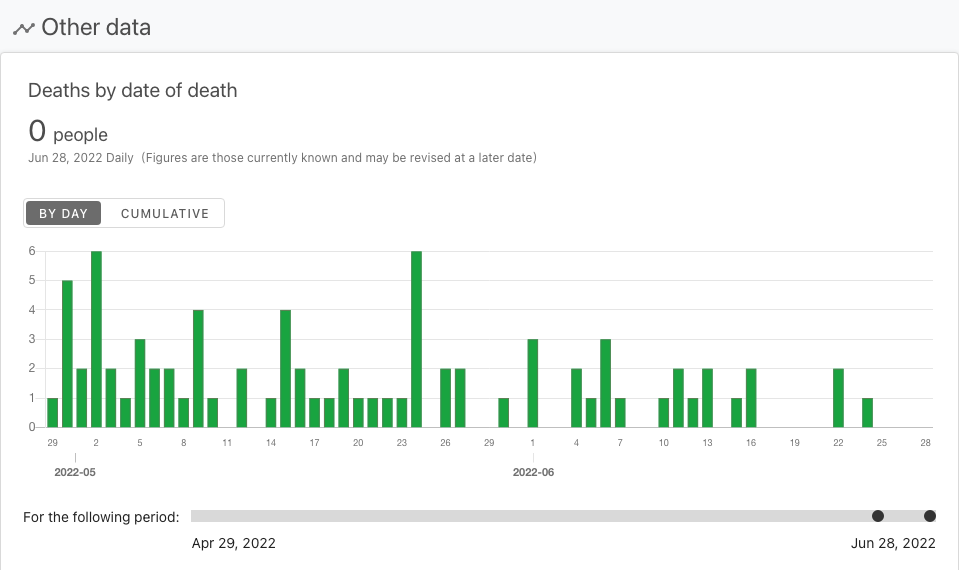 Other data
Deaths by date of death
0 people
Jun 28, 2022 Daily (Figures are those currently known and may be revised at a later date)
BY DAY CUMULATIVE
6
5
4
3
2
1
0
29 2 5 8 11 14 17 20 23 26 29 1 4 7 10 13 16 19 22 25 28
2022-05 2022-06
For the following period:
Apr 29, 2022 Jun 28, 2022